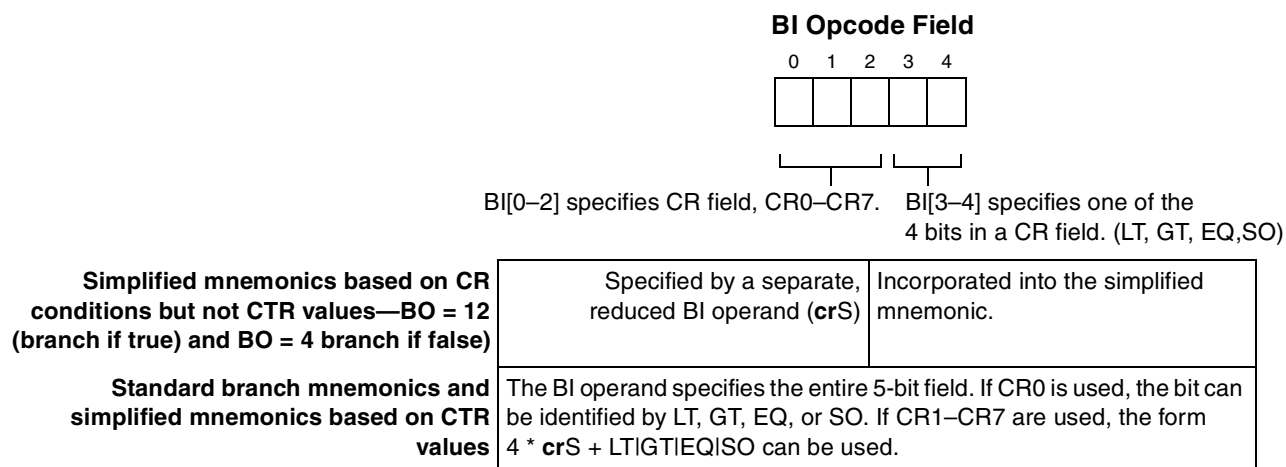 BI Opcode Field
0 1 2 3 4
BI[0–2] specifies CR field, CR0–CR7.
BI[3–4] specifies one of the
4 bits in a CR field. (LT, GT, EQ,SO)
Simplified mnemonics based on CR
conditions but not CTR values—BO = 12
(branch if true) and BO = 4 branch if false)
Specified by a separate,
reduced BI operand (crS)
Incorporated into the simplified
mnemonic.
Standard branch mnemonics and
simplified mnemonics based on CTR
values
The BI operand specifies the entire 5-bit field. If CR0 is used, the bit can
be identified by LT, GT, EQ, or SO. If CR1–CR7 are used, the form
4 * crS + LT|GT|EQ|SO can be used.